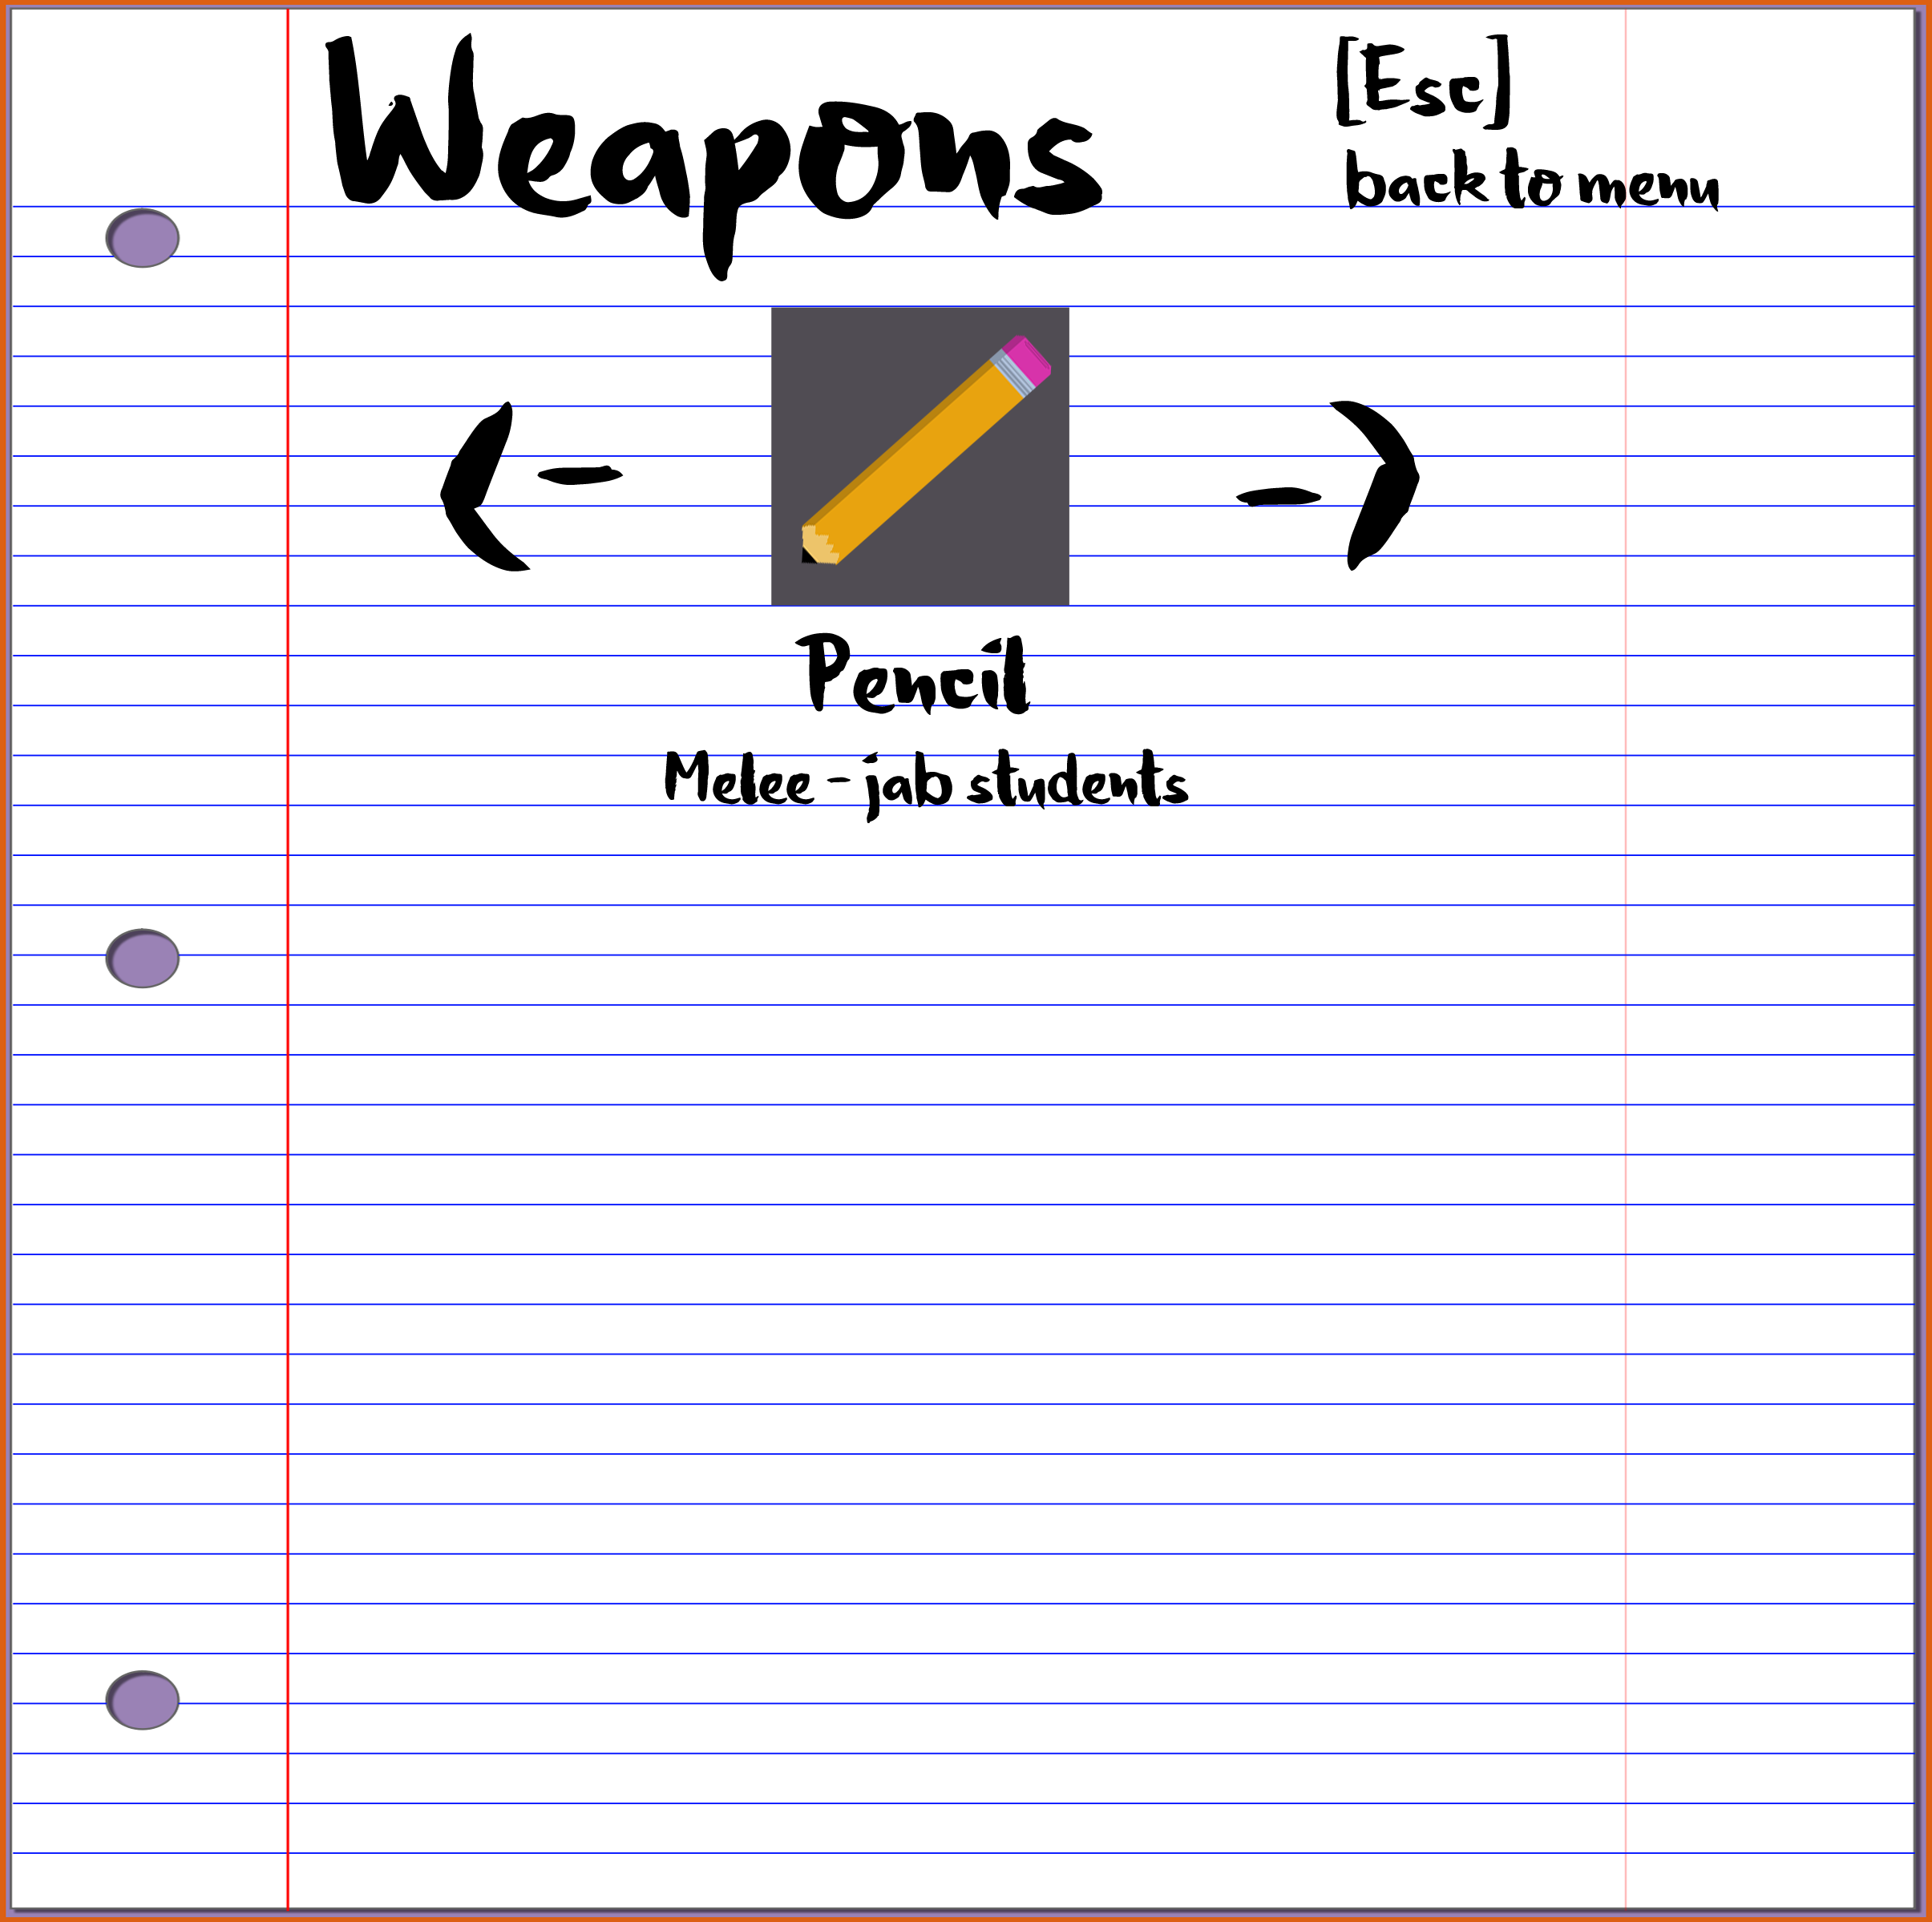 Weapons
[Esc]
back to menu
<- ->
Pencil
Melee - jab students